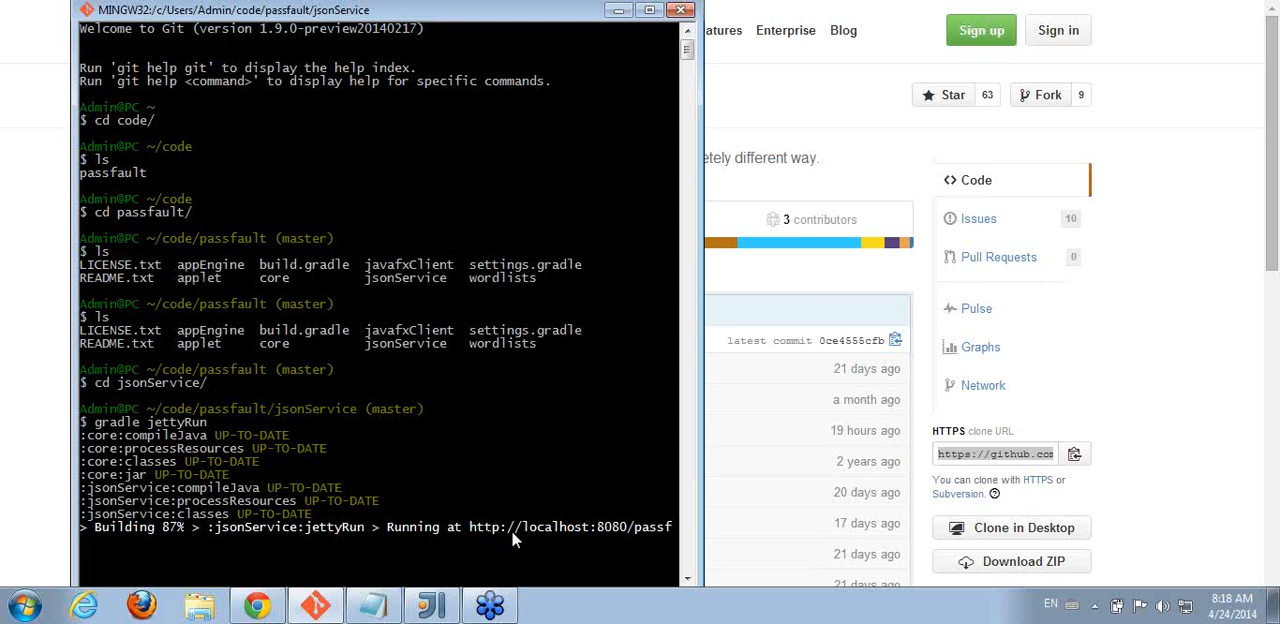 MINGW32:/c/Users/Admin/code/passfault/jsonService
Welcome to Git (version 1.9.0-preview20140217)
Run 'git help git' to display the help index.
Run 'git help <command>' to display help for specific commands.
Admin@PC ~
$ cd code/
Admin@PC ~/code
$ ls
passfault
Admin@PC ~/code
$ cd passfault/
Admin@PC ~/code/passfault (master)
$ ls
LICENSE.txt appEngine build.gradle javafxClient settings.gradle
README.txt applet core jsonService wordlists
Admin@PC ~/code/passfault (master)
$ ls
LICENSE.txt appEngine build.gradle javafxClient settings.gradle
README.txt applet core jsonService wordlists
Admin@PC ~/code/passfault (master)
$ cd jsonService/
Admin@PC ~/code/passfault/jsonService (master)
$ gradle jettyRun
:core:compileJava UP-TO-DATE
:core:processResources UP-TO-DATE
:core:classes UP-TO-DATE
:core:jar UP-TO-DATE
:jsonService:compileJava UP-TO-DATE
:jsonService:processResources UP-TO-DATE
:jsonService:classes UP-TO-DATE
> Building 87% > :jsonService:jettyRun > Running at http://localhost:8080/passf
atures Enterprise Blog Sign up Sign in
Star 63 Fork 9
etely different way.
3 contributors
latest commit 0ce4555cfb
21 days ago
a month ago
19 hours ago
2 years ago
20 days ago
17 days ago
21 days ago
21 days ago
Code
Issues 10
Pull Requests 0
Pulse
Graphs
Network
HTTPS clone URL
https://github.com
You can clone with HTTPS or
Subversion.
Clone in Desktop
Download ZIP
EN
8:18 AM
4/24/2014